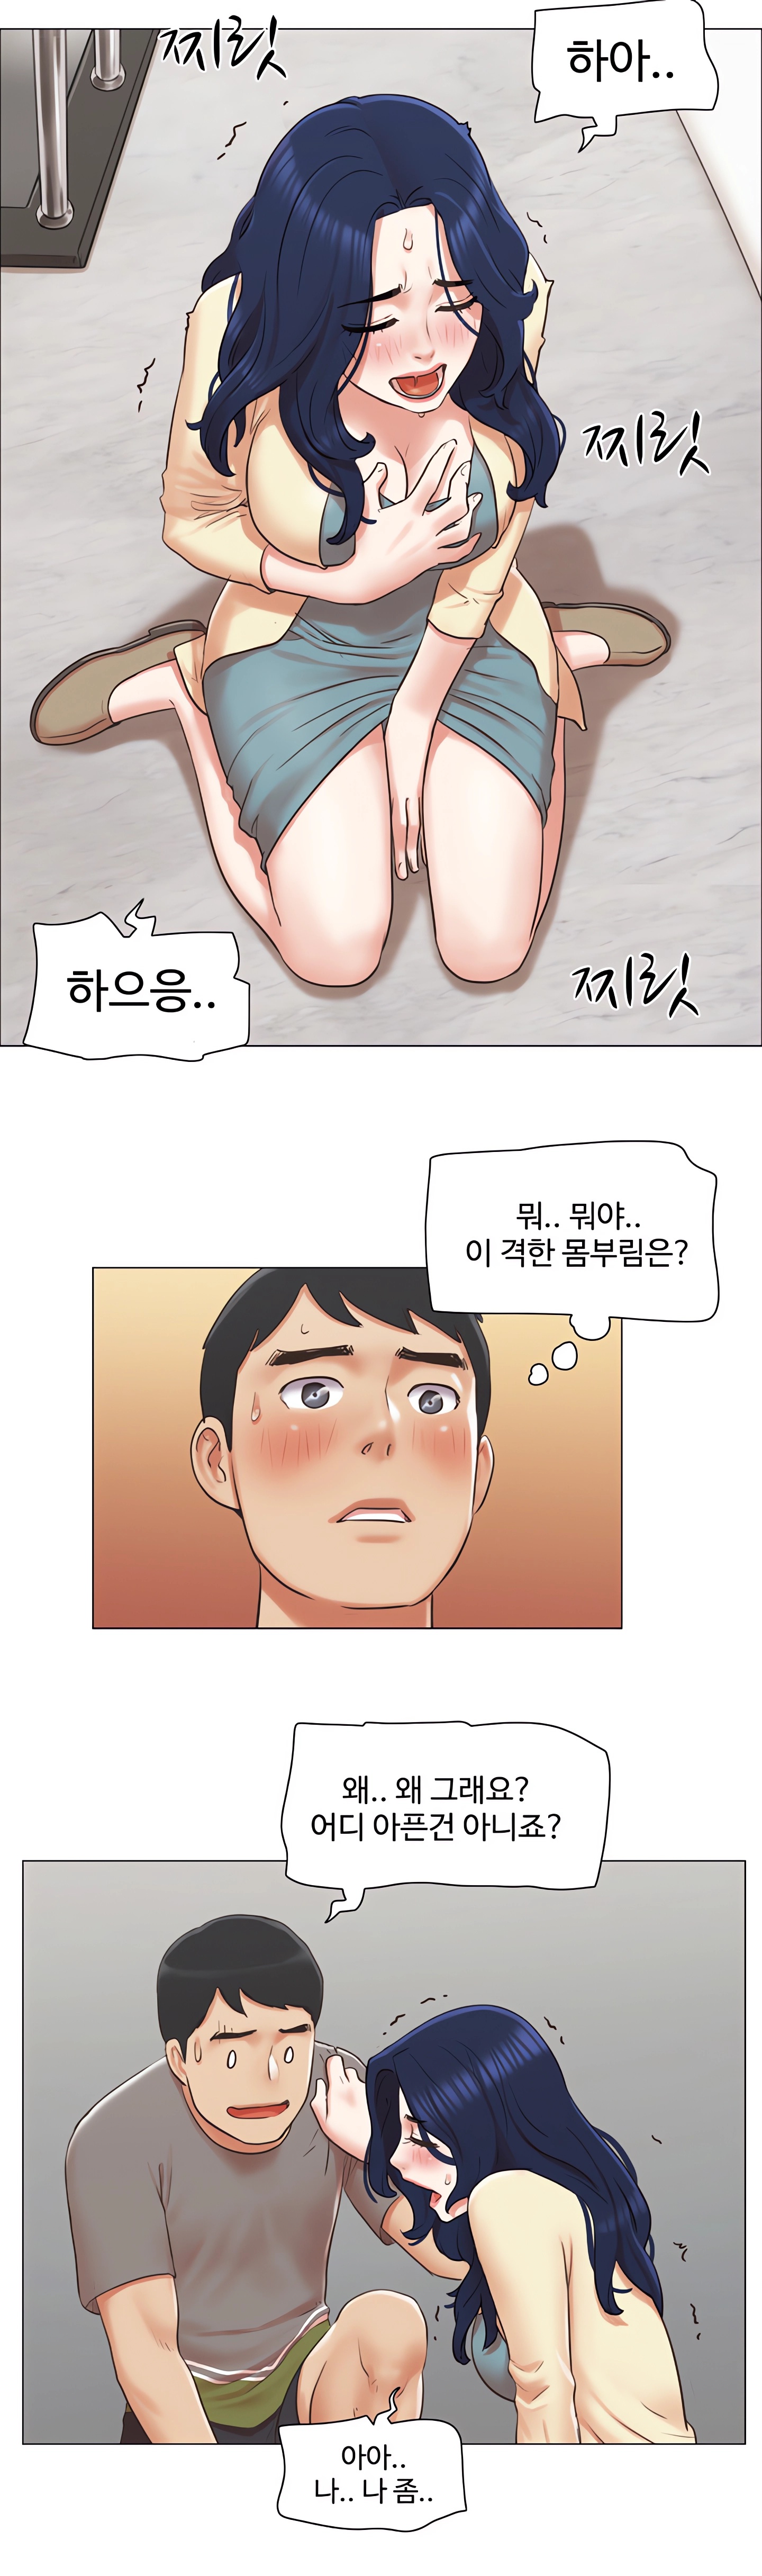 찌릿
하아..
찌릿
하으응..
찌릿
뭐.. 뭐야..
이 격한 몸부림은?
왜.. 왜 그래요?
어디 아픈건 아니죠?
아아..
나.. 나 좀..